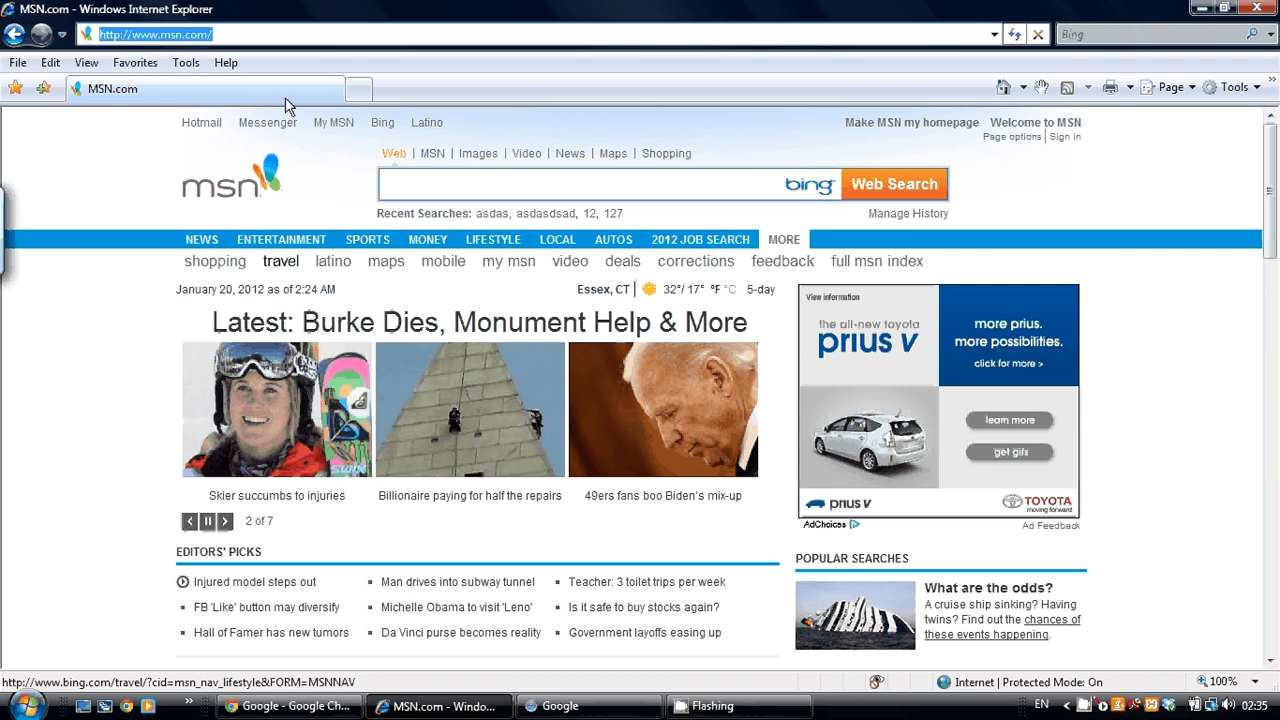 MSN.com - Windows Internet Explorer
http://www.msn.com/
Bing
File Edit View Favorites Tools Help
MSN.com
Page Tools
Hotmail Messenger My MSN Bing Latino
Make MSN my homepage Welcome to MSN
Page options Sign in
Web | MSN | Images | Video | News | Maps | Shopping
msn
bing Web Search
Recent Searches: asdas, asdasdsad, 12, 127
Manage History
NEWS ENTERTAINMENT SPORTS MONEY LIFESTYLE LOCAL AUTOS 2012 JOB SEARCH MORE
shopping travel latino maps mobile my msn video deals corrections feedback full msn index
January 20, 2012 as of 2:24 AM
Essex, CT 32°/ 17° °F °C 5-day
Latest: Burke Dies, Monument Help & More
Skier succumbs to injuries
Billionaire paying for half the repairs
49ers fans boo Biden's mix-up
2 of 7
View information
the all-new toyota
prius v
more prius.
more possibilities.
click for more >
learn more
get gifs
prius v
TOYOTA
moving forward
AdChoices
Ad Feedback
EDITORS' PICKS
Injured model steps out
Man drives into subway tunnel
Teacher: 3 toilet trips per week
FB 'Like' button may diversify
Michelle Obama to visit 'Leno'
Is it safe to buy stocks again?
Hall of Famer has new tumors
Da Vinci purse becomes reality
Government layoffs easing up
POPULAR SEARCHES
What are the odds?
A cruise ship sinking? Having
twins? Find out the chances of
these events happening.
http://www.bing.com/travel/?cid=msn_nav_lifestyle&FORM=MSNNAV
Internet | Protected Mode: On
100%
Google - Google Ch...
MSN.com - Windo...
Google
Flashing
EN
02:35